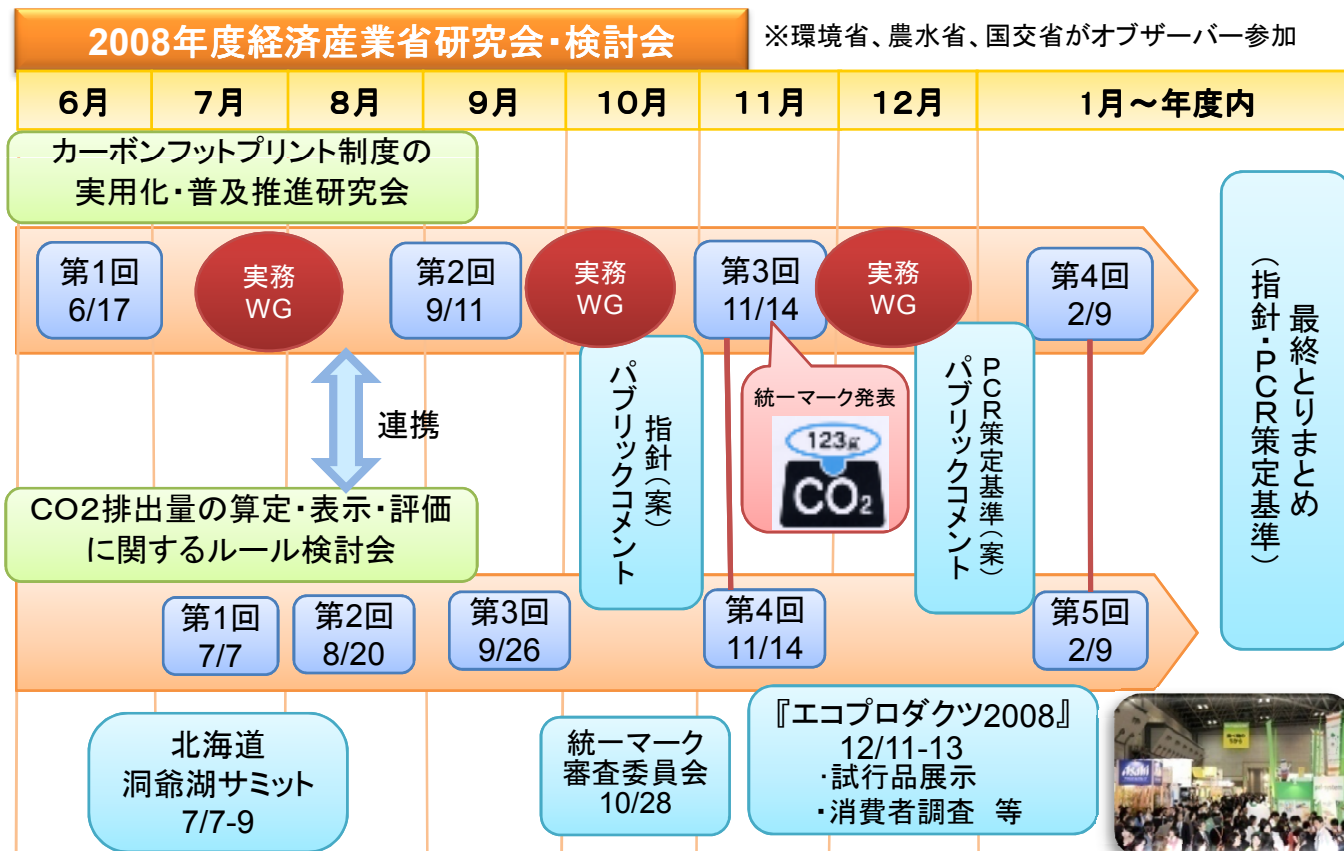 2008年度経済産業省研究会・検討会
※環境省、農水省、国交省がオブザーバー参加
6月 7月 8月 9月 10月 11月 12月 1月～年度内
カーボンフットプリント制度の
実用化・普及推進研究会
第1回
6/17
実務
WG
第2回
9/11
実務
WG
第3回
11/14
実務
WG
第4回
2/9
連携
指針（案）
パブリックコメント
統一マーク発表
123g
CO2
PCR策定基準（案）
パブリックコメント
最終とりまとめ
（指針・PCR策定基準）
CO2排出量の算定・表示・評価
に関するルール検討会
第1回
7/7
第2回
8/20
第3回
9/26
第4回
11/14
第5回
2/9
北海道
洞爺湖サミット
7/7-9
統一マーク
審査委員会
10/28
『エコプロダクツ2008』
12/11-13
・試行品展示
・消費者調査 等
Asahi